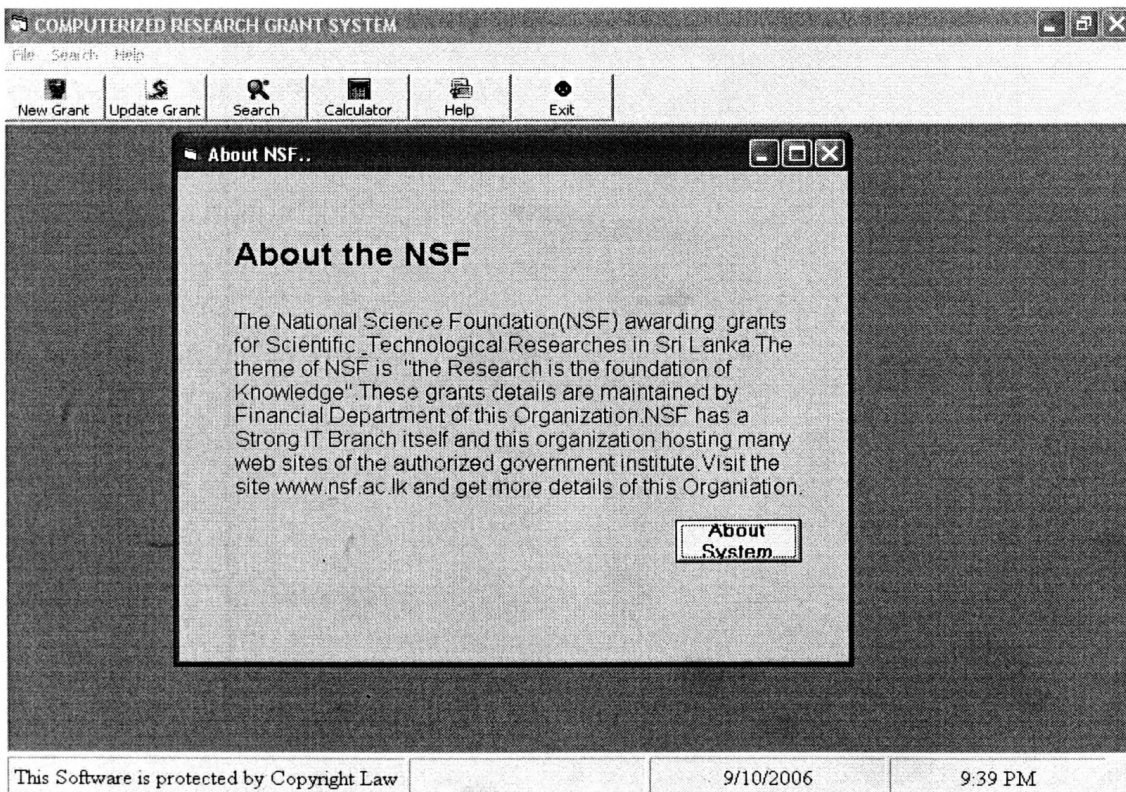 COMPUTERIZED RESEARCH GRANT SYSTEM
File Search Help
New Grant Update Grant Search Calculator Help Exit
About NSF..
About the NSF
The National Science Foundation(NSF) awarding grants
for Scientific ,Technological Researches in Sri Lanka.The
theme of NSF is "the Research is the foundation of
Knowledge".These grants details are maintained by
Financial Department of this Organization.NSF has a
Strong IT Branch itself and this organization hosting many
web sites of the authorized government institute.Visit the
site www.nsf.ac.lk and get more details of this Organiation.
About
System
This Software is protected by Copyright Law 9/10/2006 9:39 PM